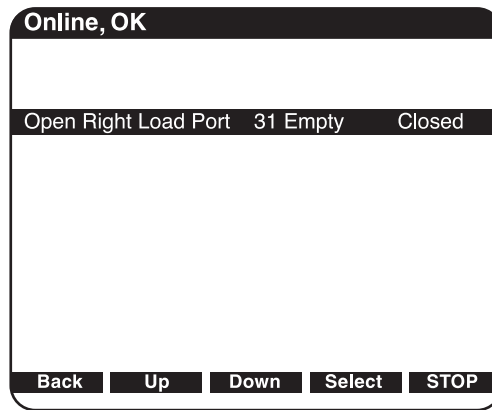 Online, OK
Open Right Load Port 31 Empty Closed
Back Up Down Select STOP